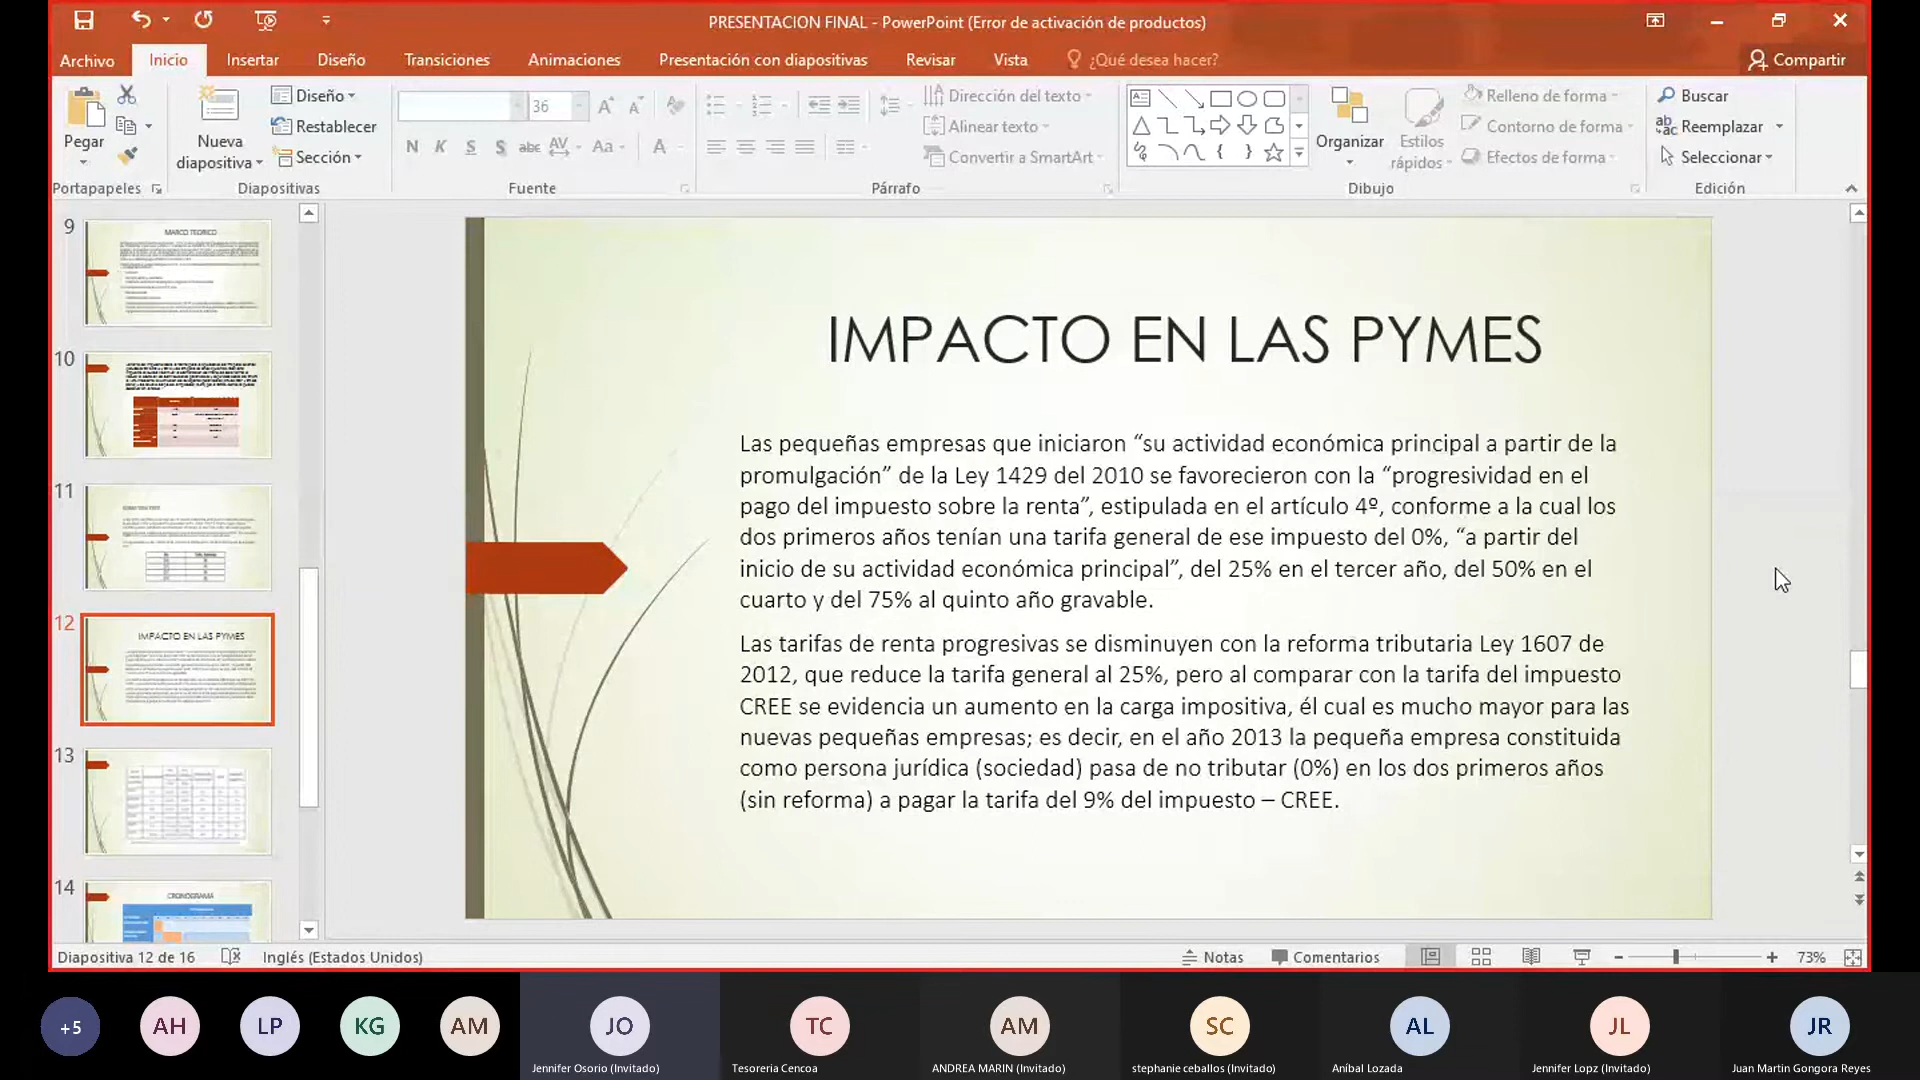 PRESENTACION FINAL - PowerPoint (Error de activación de productos)
Archivo
Inicio
Insertar
Diseño
Transiciones
Animaciones
Presentación con diapositivas
Revisar
Vista
¿Qué desea hacer?
Compartir
Pegar
Portapapeles
Nueva
diapositiva
Diseño
Restablecer
Sección
Diapositivas
36
N K S S abc AV Aa A
Fuente
Dirección del texto
Alinear texto
Convertir a SmartArt
Párrafo
Organizar
Estilos
rápidos
Relleno de forma
Contorno de forma
Efectos de forma
Dibujo
Buscar
Reemplazar
Seleccionar
Edición
9
MARCO TEORICO
10
11
12
IMPACTO EN LAS PYMES
13
14
CRONOGRAMA
IMPACTO EN LAS PYMES
Las pequeñas empresas que iniciaron “su actividad económica principal a partir de la
promulgación” de la Ley 1429 del 2010 se favorecieron con la “progresividad en el
pago del impuesto sobre la renta”, estipulada en el artículo 4º, conforme a la cual los
dos primeros años tenían una tarifa general de ese impuesto del 0%, “a partir del
inicio de su actividad económica principal”, del 25% en el tercer año, del 50% en el
cuarto y del 75% al quinto año gravable.
Las tarifas de renta progresivas se disminuyen con la reforma tributaria Ley 1607 de
2012, que reduce la tarifa general al 25%, pero al comparar con la tarifa del impuesto
CREE se evidencia un aumento en la carga impositiva, él cual es mucho mayor para las
nuevas pequeñas empresas; es decir, en el año 2013 la pequeña empresa constituida
como persona jurídica (sociedad) pasa de no tributar (0%) en los dos primeros años
(sin reforma) a pagar la tarifa del 9% del impuesto – CREE.
Diapositiva 12 de 16
Inglés (Estados Unidos)
Notas
Comentarios
73%
+5
AH
LP
KG
AM
JO
TC
AM
SC
AL
JL
JR
Jennifer Osorio (Invitado)
Tesoreria Cencoa
ANDREA MARIN (Invitado)
stephanie ceballos (Invitado)
Aníbal Lozada
Jennifer Lopz (Invitado)
Juan Martin Gongora Reyes